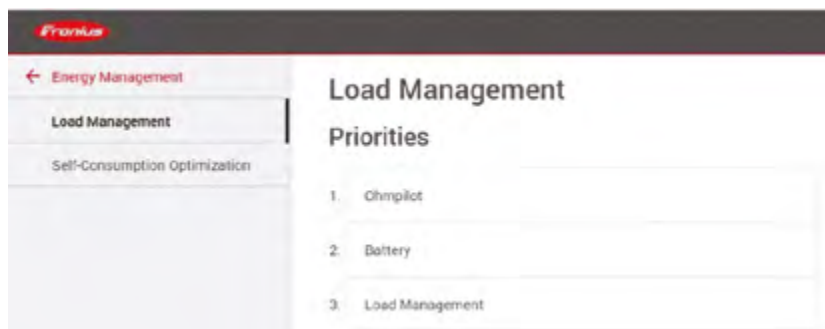 Fronius
← Energy Management
Load Management
Self-Consumption Optimization
Load Management
Priorities
1. Ohmpilot
2. Battery
3. Load Management